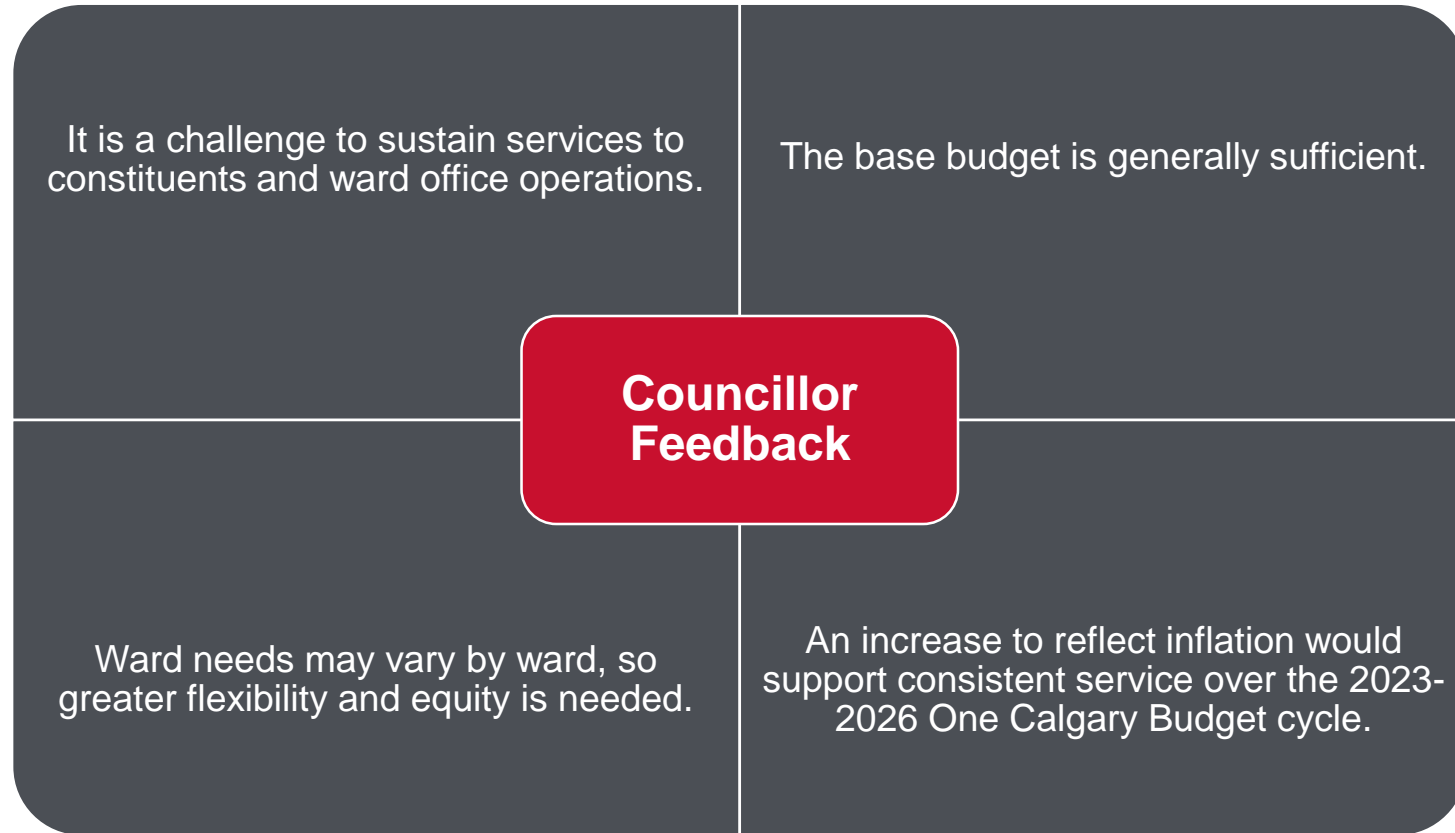 It is a challenge to sustain services to
constituents and ward office operations.
The base budget is generally sufficient.
Councillor
Feedback
Ward needs may vary by ward, so
greater flexibility and equity is needed.
An increase to reflect inflation would
support consistent service over the 2023-
2026 One Calgary Budget cycle.